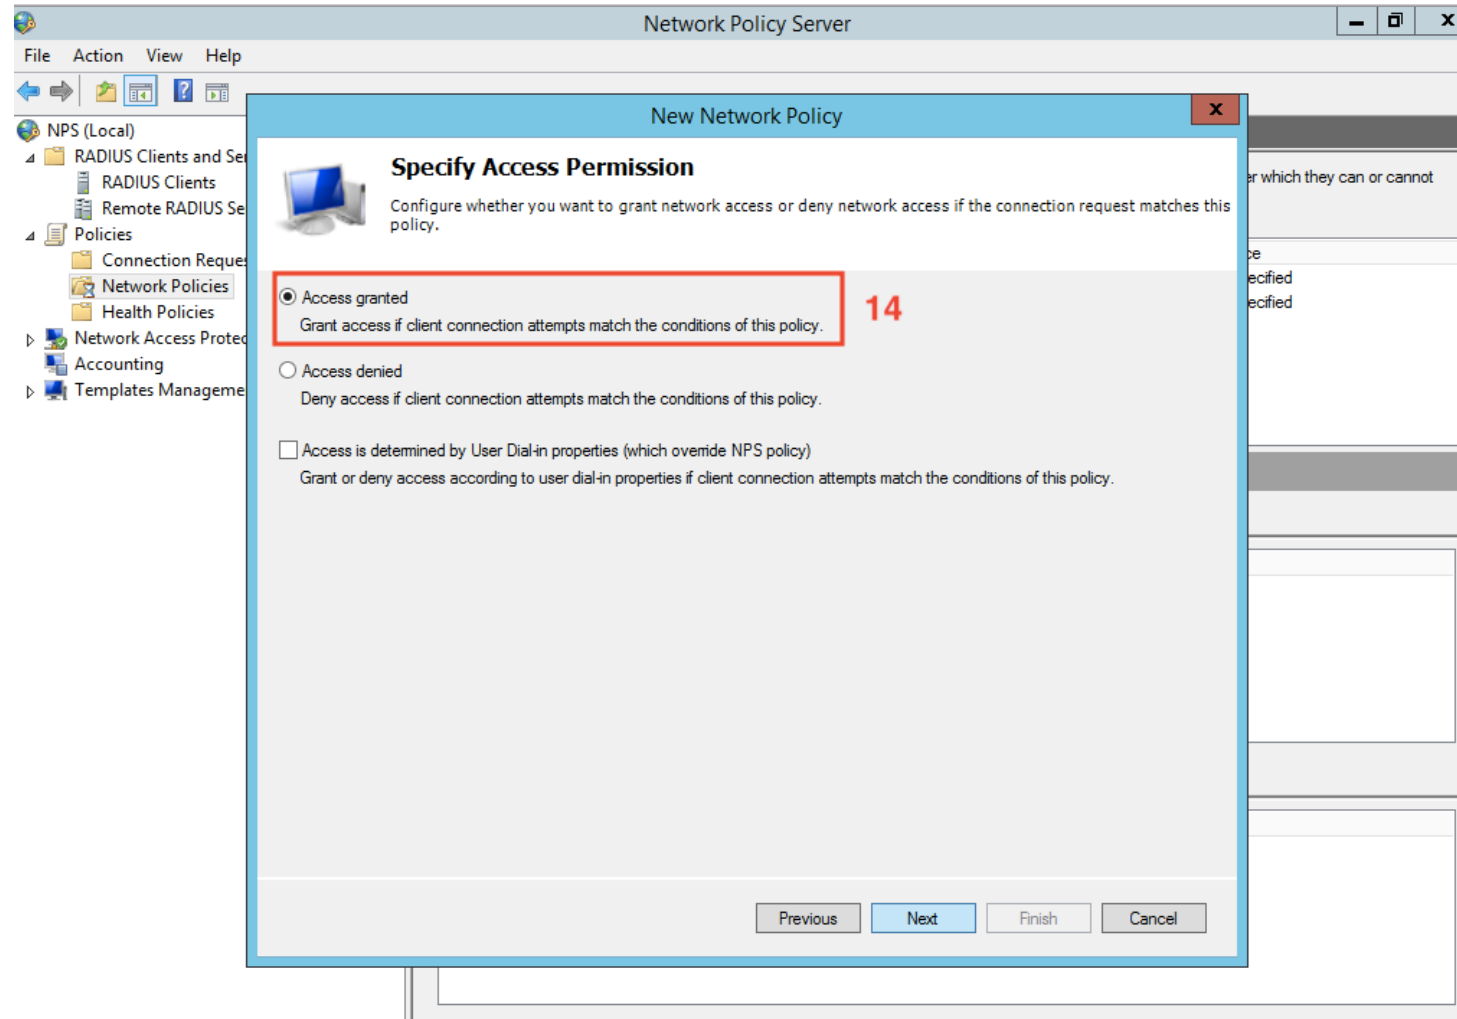 Network Policy Server
File Action View Help
NPS (Local)
RADIUS Clients and Ser
RADIUS Clients
Remote RADIUS Se
Policies
Connection Reques
Network Policies
Health Policies
Network Access Protec
Accounting
Templates Manageme
New Network Policy
Specify Access Permission
Configure whether you want to grant network access or deny network access if the connection request matches this
policy.
Access granted
Grant access if client connection attempts match the conditions of this policy.
14
Access denied
Deny access if client connection attempts match the conditions of this policy.
Access is determined by User Dial-in properties (which override NPS policy)
Grant or deny access according to user dial-in properties if client connection attempts match the conditions of this policy.
Previous Next Finish Cancel
er which they can or cannot
ce
ecified
ecified